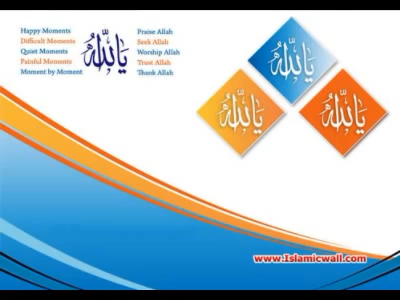 Happy Moments
Difficult Moments
Quiet Moments
Painful Moments
Moment by Moment
يا الله
Praise Allah
Seek Allah
Worship Allah
Trust Allah
Thank Allah
يا الله
يا الله
يا الله
www.Islamicwall.com